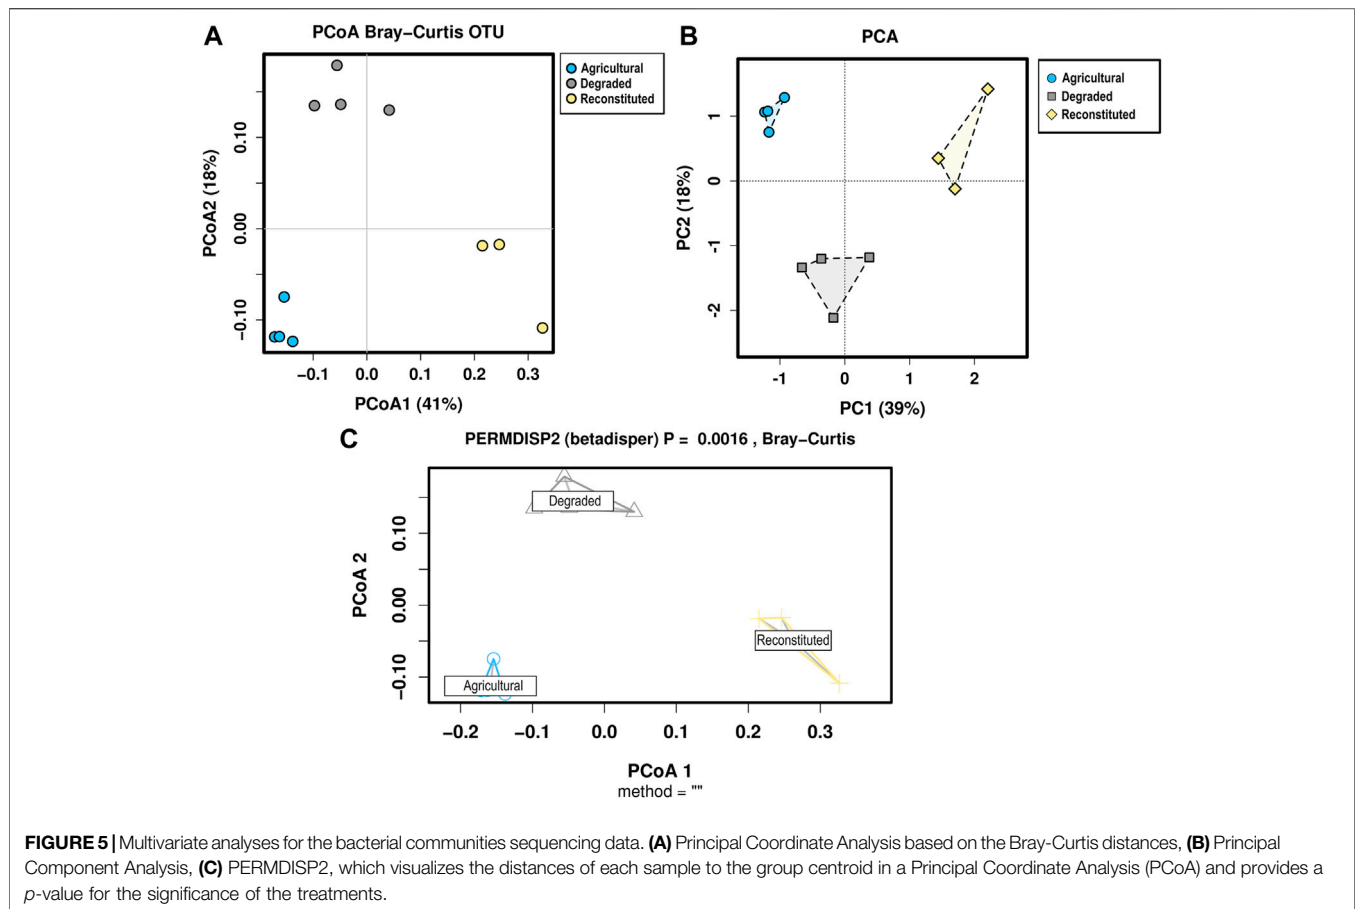 A
PCoA Bray–Curtis OTU
PCoA2 (18%)
0.10
0.00
−0.10
−0.1 0.0 0.1 0.2 0.3
PCoA1 (41%)
Agricultural
Degraded
Reconstituted
B
PCA
PC2 (18%)
1
0
-1
-2
-1 0 1 2
PC1 (39%)
Agricultural
Degraded
Reconstituted
C
PERMDISP2 (betadisper) P = 0.0016 , Bray–Curtis
PCoA 2
0.10
0.00
−0.10
Degraded
Reconstituted
Agricultural
−0.2 −0.1 0.0 0.1 0.2 0.3
PCoA 1
method = ""
FIGURE 5 | Multivariate analyses for the bacterial communities sequencing data. (A) Principal Coordinate Analysis based on the Bray-Curtis distances, (B) Principal
Component Analysis, (C) PERMDISP2, which visualizes the distances of each sample to the group centroid in a Principal Coordinate Analysis (PCoA) and provides a
p-value for the significance of the treatments.